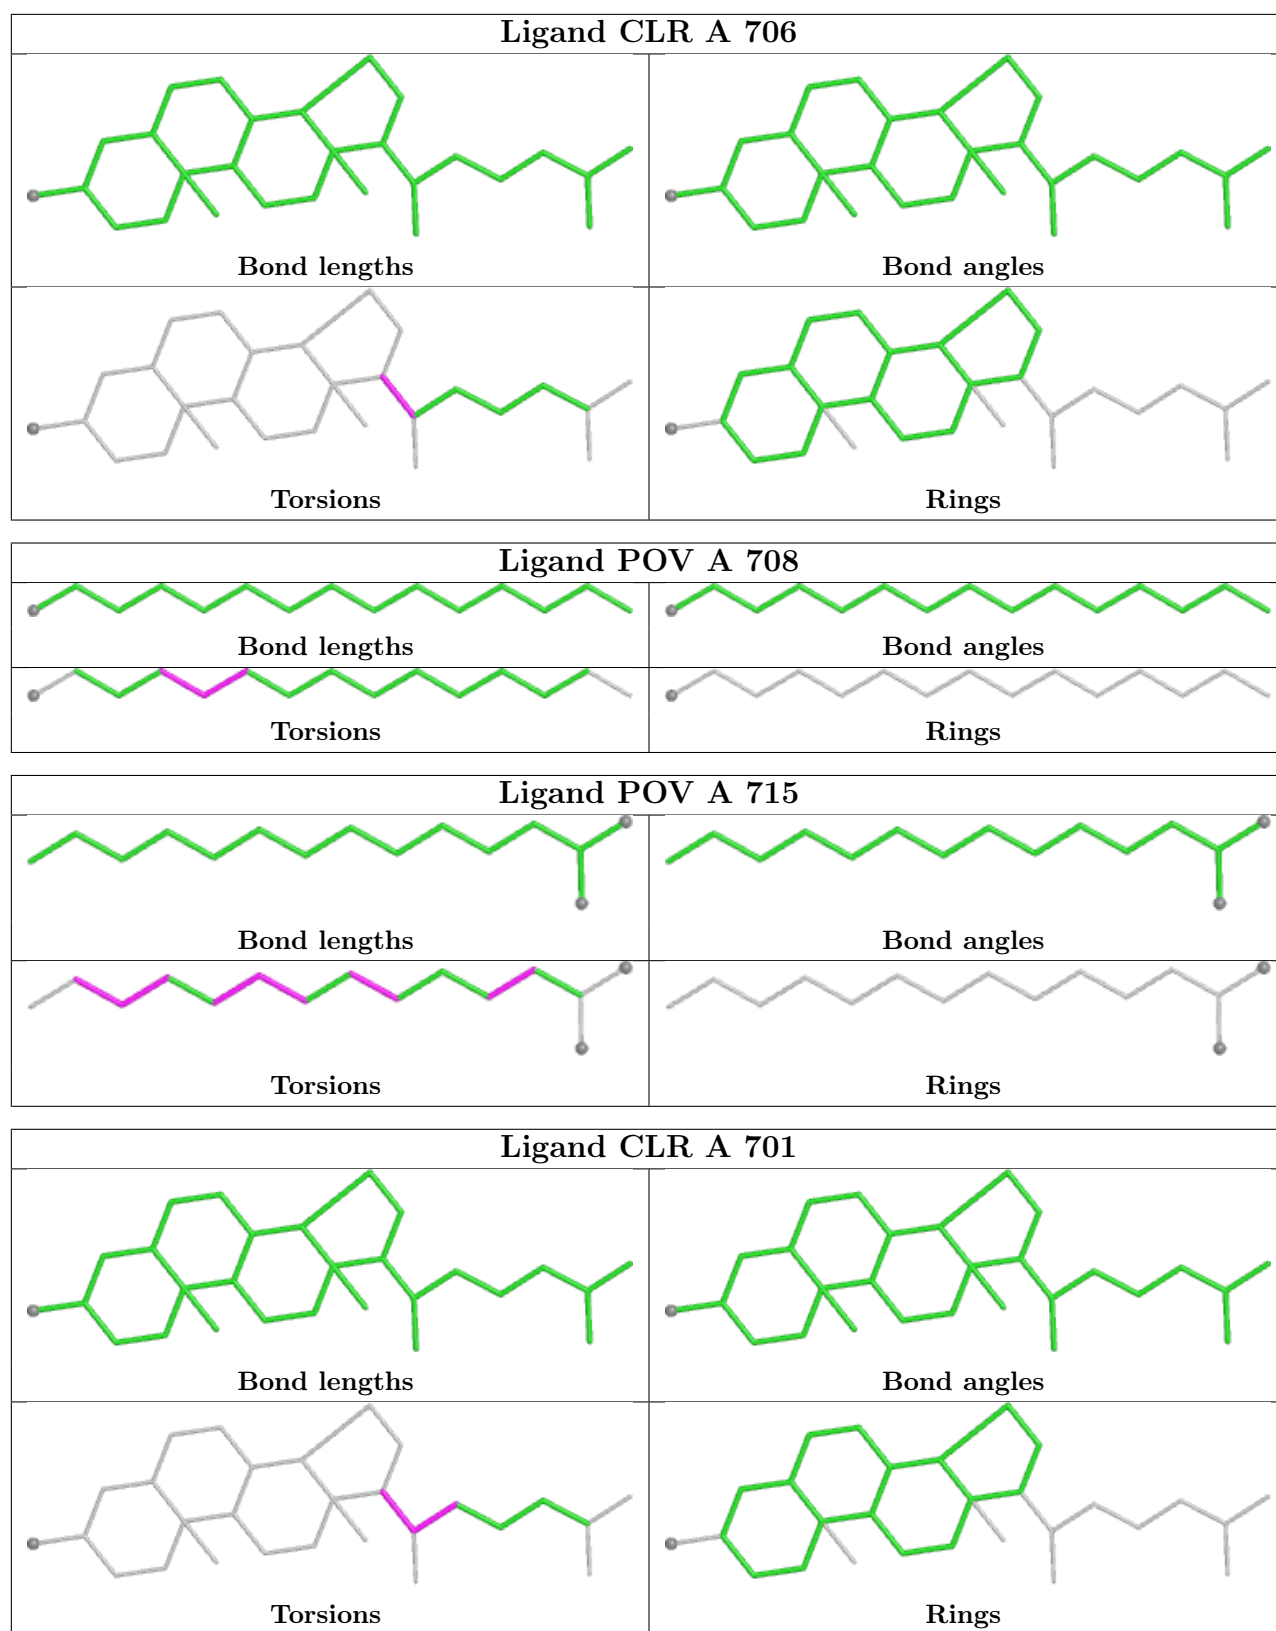 Ligand CLR A 706
Bond lengths
Bond angles
Torsions
Rings
Ligand POV A 708
Bond lengths
Bond angles
Torsions
Rings
Ligand POV A 715
Bond lengths
Bond angles
Torsions
Rings
Ligand CLR A 701
Bond lengths
Bond angles
Torsions
Rings